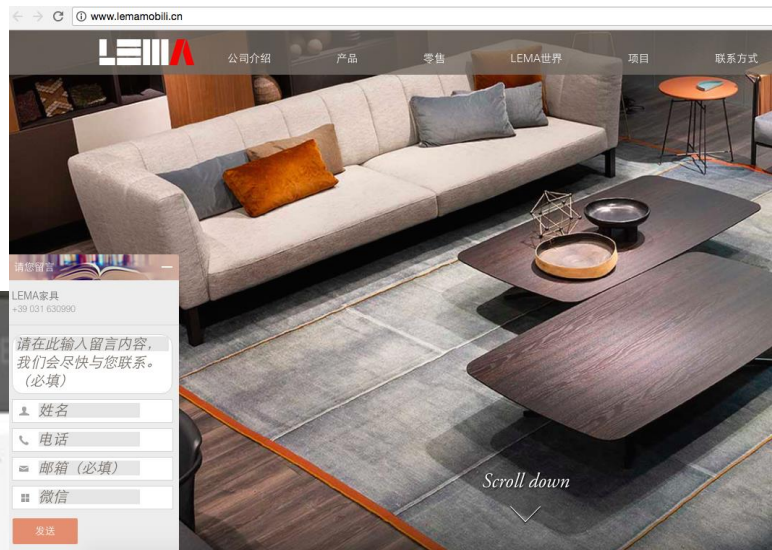 www.lemamobili.cn
LEMA
公司介绍 产品 零售 LEMA世界 项目 联系方式
请您留言
LEMA家具
+39 031 630990
请在此输入留言内容，
我们会尽快与您联系。
（必填）
姓名
电话
邮箱（必填）
微信
发送
Scroll down